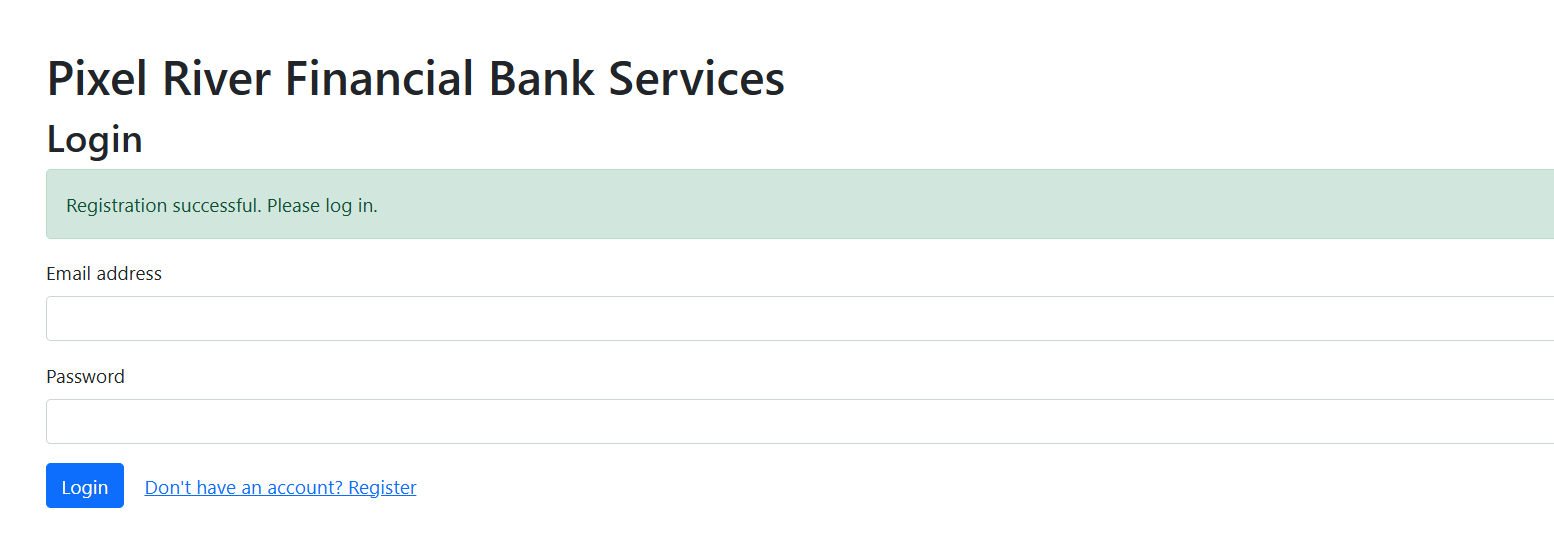 Pixel River Financial Bank Services
Login
Registration successful. Please log in.
Email address
Password
Login Don't have an account? Register